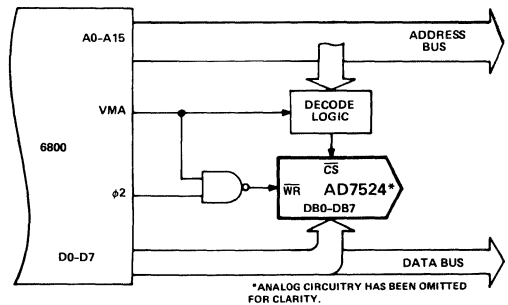 A0–A15
ADDRESS
BUS
VMA
DECODE
LOGIC
6800
CS
WR
AD7524*
φ2
DB0–DB7
D0–D7
DATA BUS
*ANALOG CIRCUITRY HAS BEEN OMITTED
FOR CLARITY.